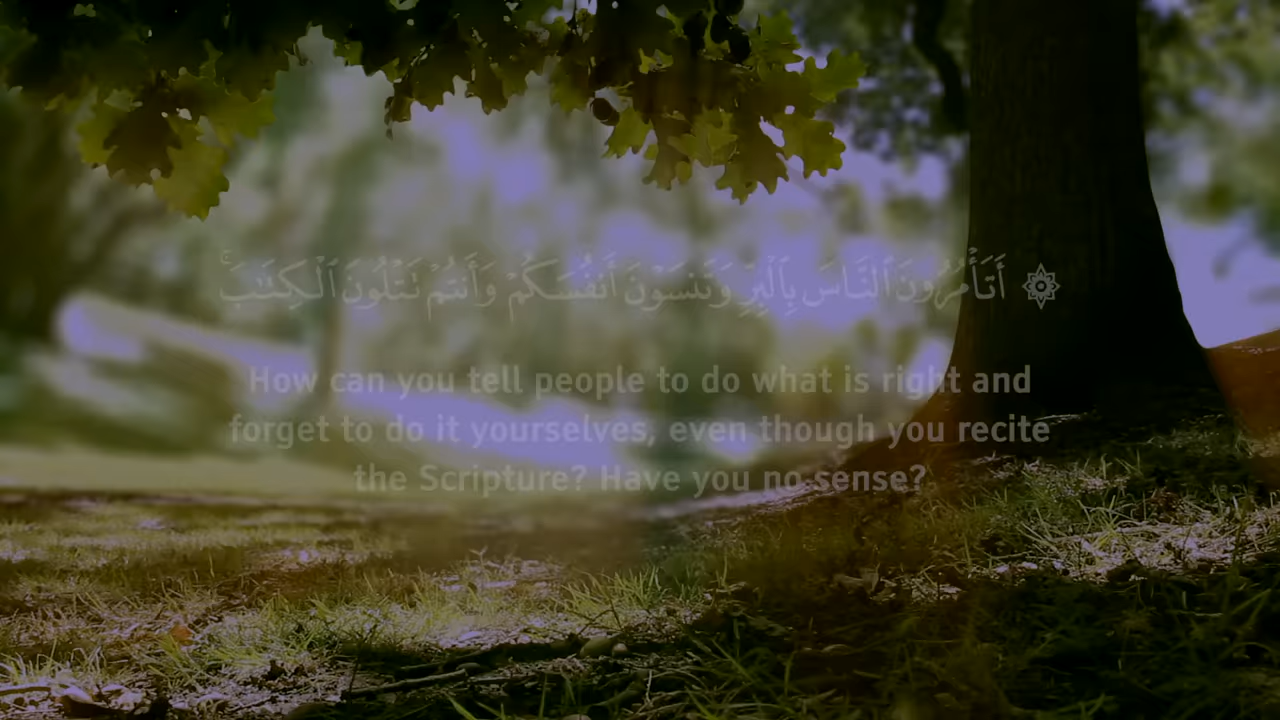 ۞ أَتَأْمُرُونَ ٱلنَّاسَ بِٱلْبِرِّ وَتَنسَوْنَ أَنفُسَكُمْ وَأَنتُمْ تَتْلُونَ ٱلْكِتَـٰبَ ۚ
How can you tell people to do what is right and
forget to do it yourselves, even though you recite
the Scripture? Have you no sense?